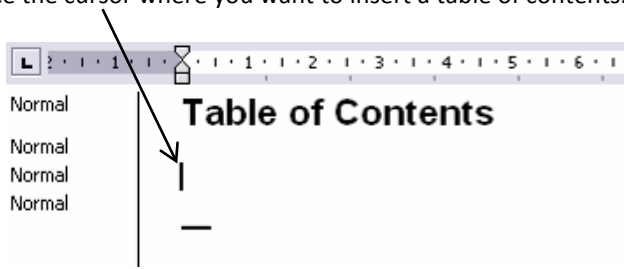 the cursor where you want to insert a table of contents
L 2 1 1 2 3 4 5 6
Normal Table of Contents
Normal
Normal
Normal